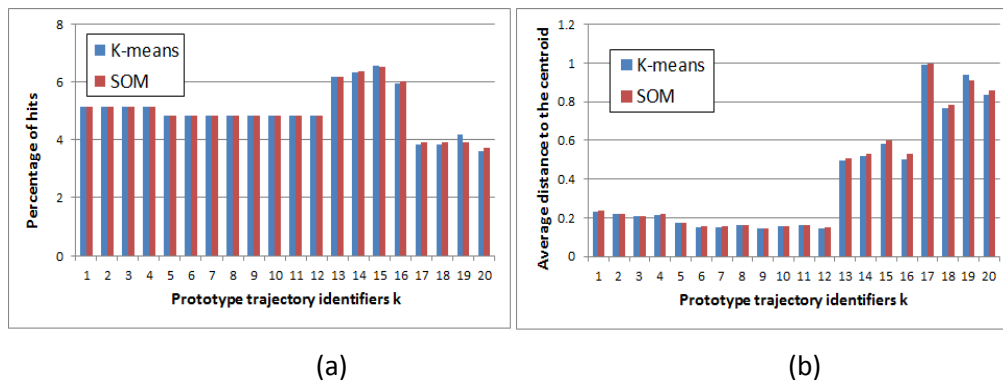 8
6
4
2
0
Percentage of hits
K-means
SOM
1 2 3 4 5 6 7 8 9 10 11 12 13 14 15 16 17 18 19 20
Prototype trajectory identifiers k
(a)
1.2
1
0.8
0.6
0.4
0.2
0
Average distance to the centroid
K-means
SOM
1 2 3 4 5 6 7 8 9 10 11 12 13 14 15 16 17 18 19 20
Prototype trajectory identifiers k
(b)